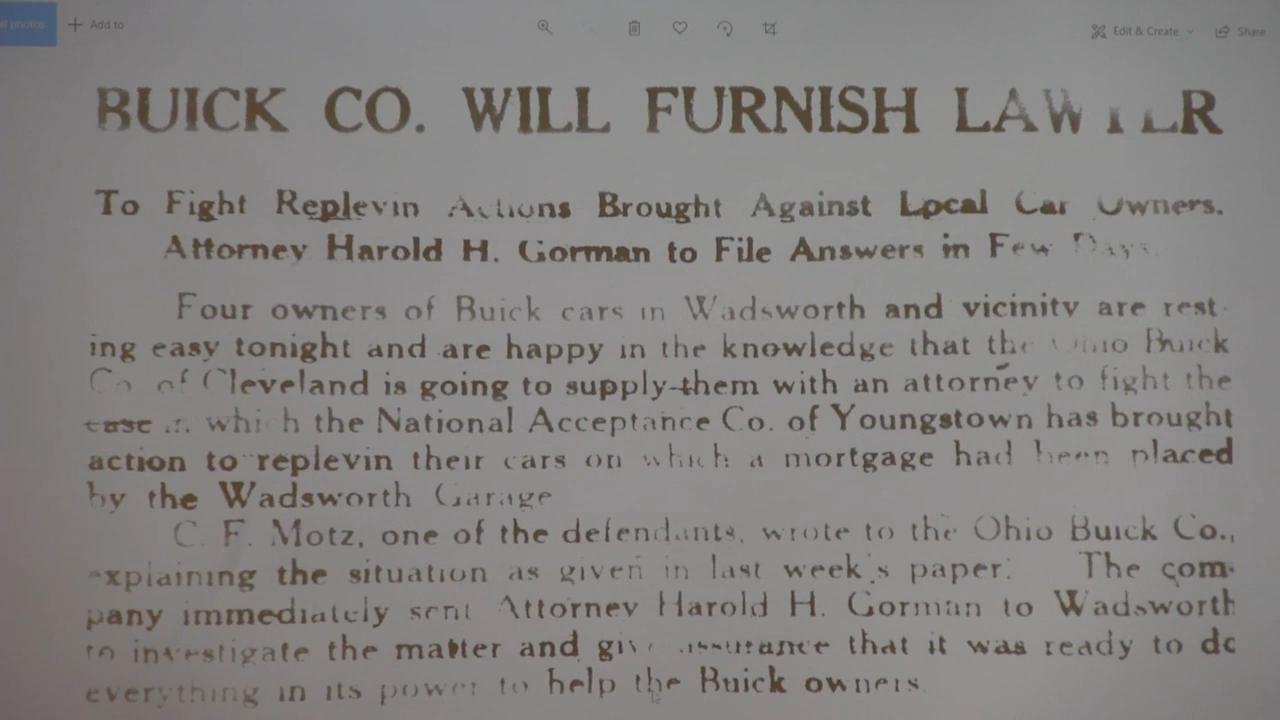 all photos
Add to
Edit & Create
Share
BUICK CO. WILL FURNISH LAWYER
To Fight Replevin Actions Brought Against Local Car Owners.
Attorney Harold H. Gorman to File Answers in Few Days.
Four owners of Buick cars in Wadsworth and vicinity are rest-
ing easy tonight and are happy in the knowledge that the Ohio Buick
Co. of Cleveland is going to supply them with an attorney to fight the
case in which the National Acceptance Co. of Youngstown has brought
action to replevin their cars on which a mortgage had been placed
by the Wadsworth Garage
C. F. Motz, one of the defendants, wrote to the Ohio Buick Co.,
explaining the situation as given in last week's paper. The com-
pany immediately sent Attorney Harold H. Gorman to Wadsworth
to investigate the matter and give assurance that it was ready to do
everything in its power to help the Buick owners.